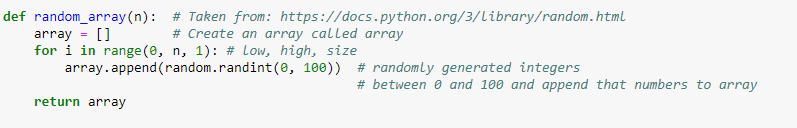 def random_array(n):  # Taken from: https://docs.python.org/3/library/random.html
    array = []        # Create an array called array
    for i in range(0, n, 1): # low, high, size
        array.append(random.randint(0, 100))  # randomly generated integers
                                              # between 0 and 100 and append that numbers to array
    return array